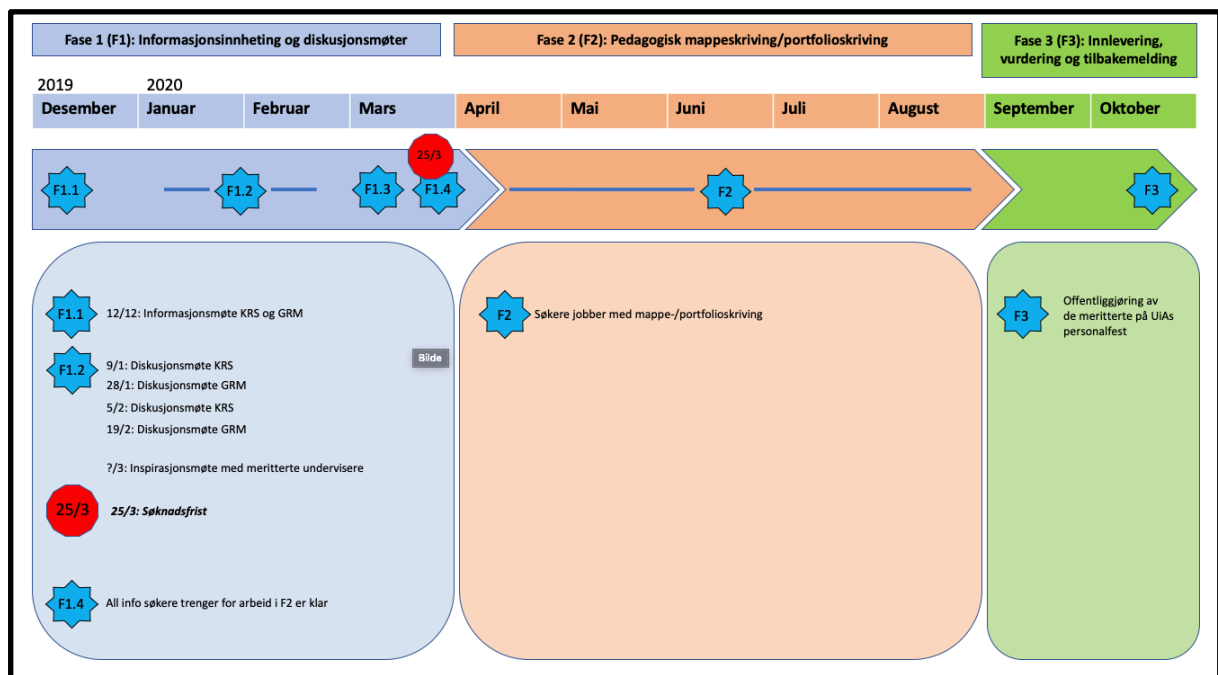 Fase 1 (F1): Informasjonsinnheting og diskusjonsmøter
Fase 2 (F2): Pedagogisk mappeskriving/portfolioskriving
Fase 3 (F3): Innlevering,
vurdering og tilbakemelding
2019
2020
Desember
Januar
Februar
Mars
April
Mai
Juni
Juli
August
September
Oktober
25/3
F1.1
F1.2
F1.3
F1.4
F2
F3
F1.1
12/12: Informasjonsmøte KRS og GRM
F1.2
9/1: Diskusjonsmøte KRS
28/1: Diskusjonsmøte GRM
5/2: Diskusjonsmøte KRS
19/2: Diskusjonsmøte GRM
?/3: Inspirasjonsmøte med meritterte undervisere
25/3
25/3: Søknadsfrist
F1.4
All info søkere trenger for arbeid i F2 er klar
Bilde
F2
Søkere jobber med mappe-/portfolioskriving
F3
Offentliggjøring av
de meritterte på UiAs
personalfest